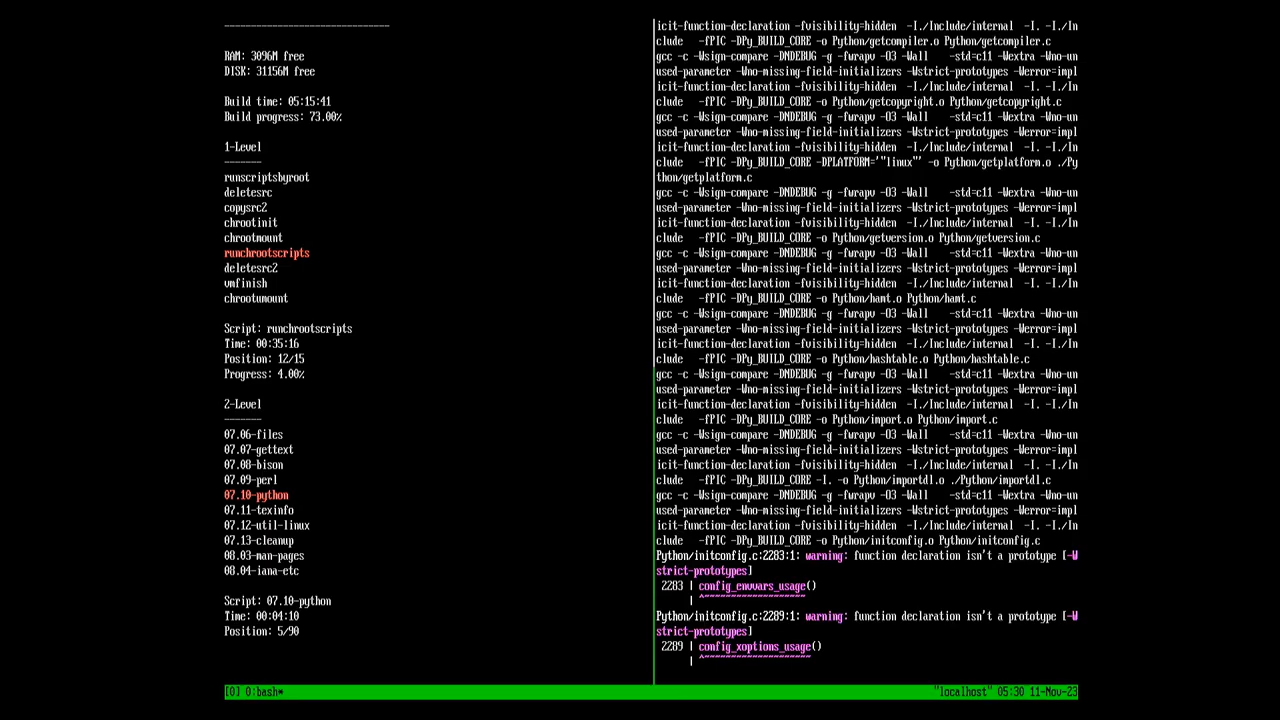 -------------------------------
RAM: 3096M free
DISK: 31156M free
Build time: 05:15:41
Build progress: 73.00%
1-Level
-------
runscriptsbyroot
deletesrc
copysrc2
chrootinit
chrootmount
runchrootscripts
deletesrc2
vmfinish
chrootumount
Script: runchrootscripts
Time: 00:35:16
Position: 12/15
Progress: 4.00%
2-Level
-------
07.06-files
07.07-gettext
07.08-bison
07.09-perl
07.10-python
07.11-texinfo
07.12-util-linux
07.13-cleanup
08.03-man-pages
08.04-iana-etc
Script: 07.10-python
Time: 00:04:10
Position: 5/90
icit-function-declaration -fvisibility=hidden  -I./Include/internal  -I. -I./In
clude   -fPIC -DPy_BUILD_CORE -o Python/getcompiler.o Python/getcompiler.c
gcc -c -Wsign-compare -DNDEBUG -g -fwrapv -O3 -Wall    -std=c11 -Wextra -Wno-un
used-parameter -Wno-missing-field-initializers -Wstrict-prototypes -Werror=impl
icit-function-declaration -fvisibility=hidden  -I./Include/internal  -I. -I./In
clude   -fPIC -DPy_BUILD_CORE -o Python/getcopyright.o Python/getcopyright.c
gcc -c -Wsign-compare -DNDEBUG -g -fwrapv -O3 -Wall    -std=c11 -Wextra -Wno-un
used-parameter -Wno-missing-field-initializers -Wstrict-prototypes -Werror=impl
icit-function-declaration -fvisibility=hidden  -I./Include/internal  -I. -I./In
clude   -fPIC -DPy_BUILD_CORE -DPLATFORM='"linux"' -o Python/getplatform.o ./Py
thon/getplatform.c
gcc -c -Wsign-compare -DNDEBUG -g -fwrapv -O3 -Wall    -std=c11 -Wextra -Wno-un
used-parameter -Wno-missing-field-initializers -Wstrict-prototypes -Werror=impl
icit-function-declaration -fvisibility=hidden  -I./Include/internal  -I. -I./In
clude   -fPIC -DPy_BUILD_CORE -o Python/getversion.o Python/getversion.c
gcc -c -Wsign-compare -DNDEBUG -g -fwrapv -O3 -Wall    -std=c11 -Wextra -Wno-un
used-parameter -Wno-missing-field-initializers -Wstrict-prototypes -Werror=impl
icit-function-declaration -fvisibility=hidden  -I./Include/internal  -I. -I./In
clude   -fPIC -DPy_BUILD_CORE -o Python/hamt.o Python/hamt.c
gcc -c -Wsign-compare -DNDEBUG -g -fwrapv -O3 -Wall    -std=c11 -Wextra -Wno-un
used-parameter -Wno-missing-field-initializers -Wstrict-prototypes -Werror=impl
icit-function-declaration -fvisibility=hidden  -I./Include/internal  -I. -I./In
clude   -fPIC -DPy_BUILD_CORE -o Python/hashtable.o Python/hashtable.c
gcc -c -Wsign-compare -DNDEBUG -g -fwrapv -O3 -Wall    -std=c11 -Wextra -Wno-un
used-parameter -Wno-missing-field-initializers -Wstrict-prototypes -Werror=impl
icit-function-declaration -fvisibility=hidden  -I./Include/internal  -I. -I./In
clude   -fPIC -DPy_BUILD_CORE -o Python/import.o Python/import.c
gcc -c -Wsign-compare -DNDEBUG -g -fwrapv -O3 -Wall    -std=c11 -Wextra -Wno-un
used-parameter -Wno-missing-field-initializers -Wstrict-prototypes -Werror=impl
icit-function-declaration -fvisibility=hidden  -I./Include/internal  -I. -I./In
clude   -fPIC -DPy_BUILD_CORE -I. -o Python/importdl.o ./Python/importdl.c
gcc -c -Wsign-compare -DNDEBUG -g -fwrapv -O3 -Wall    -std=c11 -Wextra -Wno-un
used-parameter -Wno-missing-field-initializers -Wstrict-prototypes -Werror=impl
icit-function-declaration -fvisibility=hidden  -I./Include/internal  -I. -I./In
clude   -fPIC -DPy_BUILD_CORE -o Python/initconfig.o Python/initconfig.c
Python/initconfig.c:2283:1: warning: function declaration isn't a prototype [-W
strict-prototypes]
 2283 | config_envvars_usage()
      | ^~~~~~~~~~~~~~~~~~~~
Python/initconfig.c:2289:1: warning: function declaration isn't a prototype [-W
strict-prototypes]
 2289 | config_xoptions_usage()
      | ^~~~~~~~~~~~~~~~~~~~~
[0] 0:bash* "localhost" 05:30 11-Nov-23